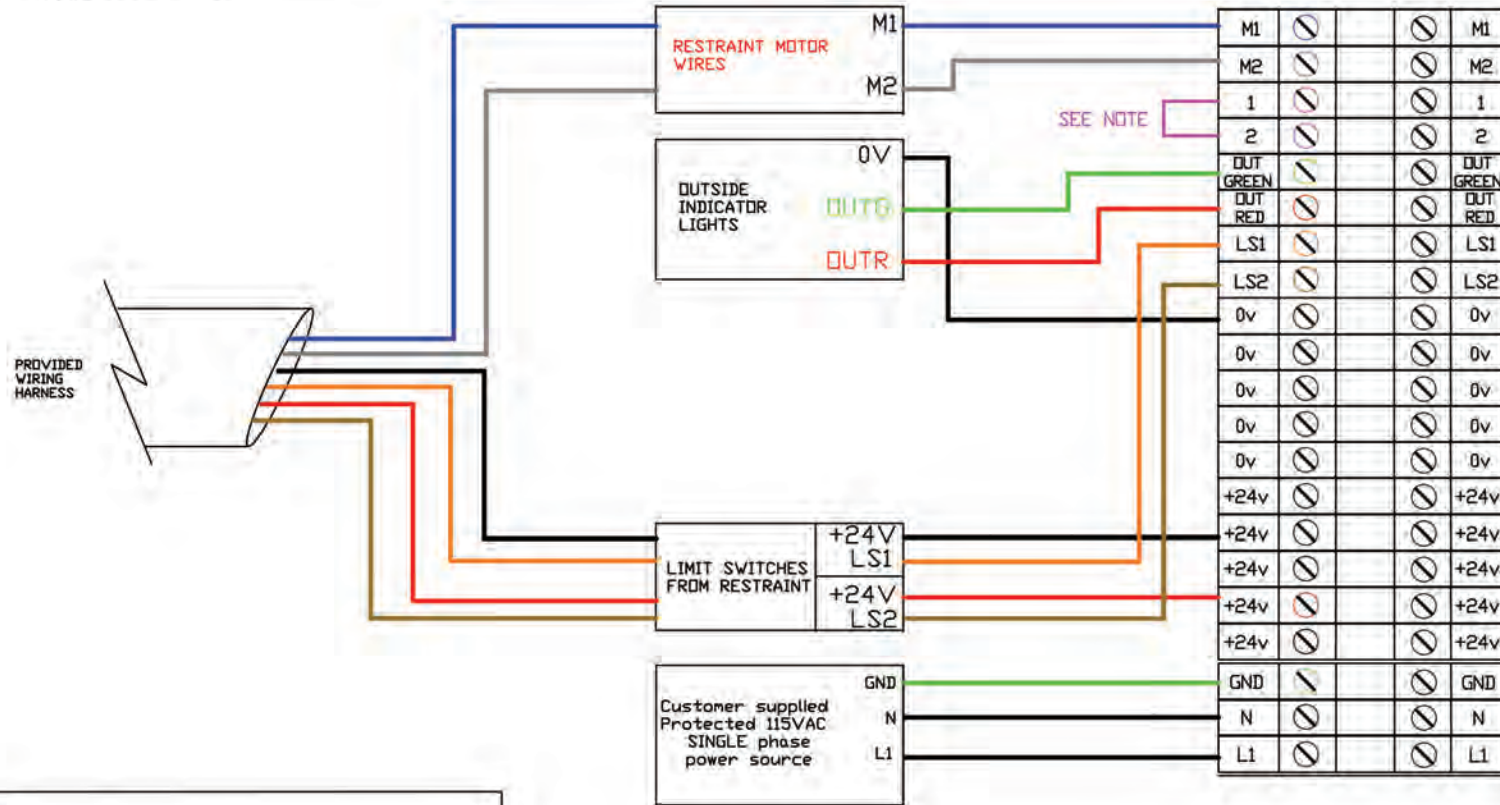 PROVIDED
WIRING
HARNESS
RESTRAINT MOTOR
WIRES
M1
M2
OUTSIDE
INDICATOR
LIGHTS
0V
OUTG
OUTR
LIMIT SWITCHES
FROM RESTRAINT
+24V
LS1
+24V
LS2
Customer supplied
Protected 115VAC
SINGLE phase
power source
GND
N
L1
SEE NOTE
M1 M1
M2 M2
1 1
2 2
OUT OUT
GREEN GREEN
OUT OUT
RED RED
LS1 LS1
LS2 LS2
0v 0v
0v 0v
0v 0v
0v 0v
0v 0v
+24v +24v
+24v +24v
+24v +24v
+24v +24v
+24v +24v
GND GND
N N
L1 L1